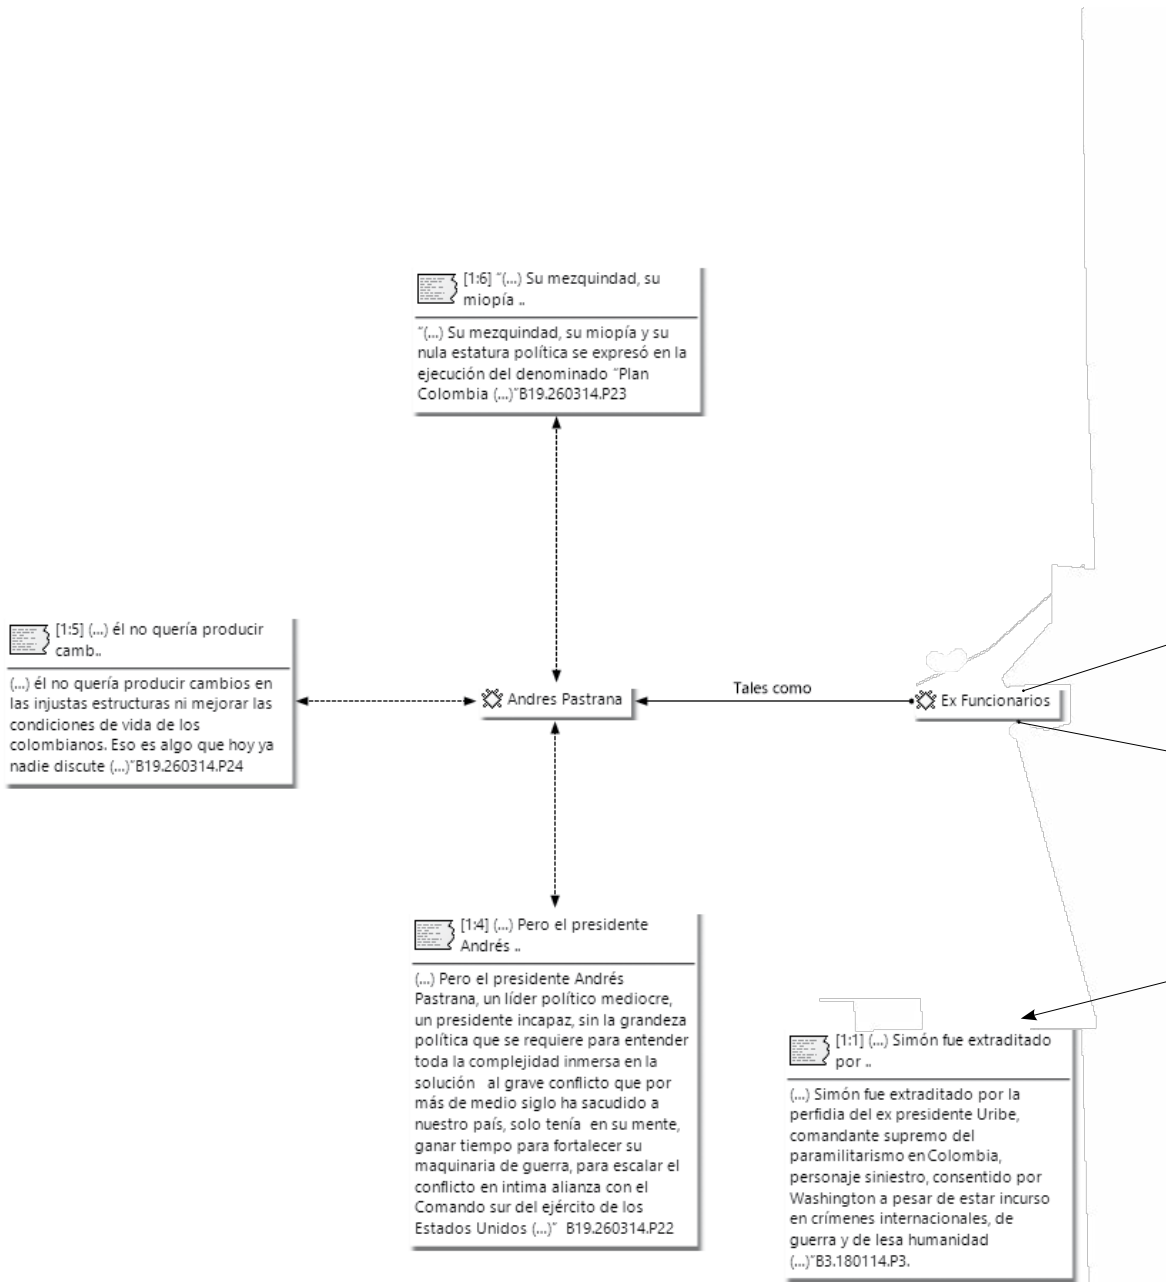 [1:6] "(...) Su mezquindad, su
miopía ..
"(...) Su mezquindad, su miopía y su
nula estatura política se expresó en la
ejecución del denominado "Plan
Colombia (...)"B19.260314.P23
[1:5] (...) él no quería producir
camb..
(...) él no quería producir cambios en
las injustas estructuras ni mejorar las
condiciones de vida de los
colombianos. Eso es algo que hoy ya
nadie discute (...)"B19.260314.P24
Andres Pastrana
Tales como
Ex Funcionarios
[1:4] (...) Pero el presidente
Andrés ..
(...) Pero el presidente Andrés
Pastrana, un líder político mediocre,
un presidente incapaz, sin la grandeza
política que se requiere para entender
toda la complejidad inmersa en la
solución al grave conflicto que por
más de medio siglo ha sacudido a
nuestro país, solo tenía en su mente,
ganar tiempo para fortalecer su
maquinaria de guerra, para escalar el
conflicto en intima alianza con el
Comando sur del ejército de los
Estados Unidos (...)" B19.260314.P22
[1:1] (...) Simón fue extraditado
por ..
(...) Simón fue extraditado por la
perfidia del ex presidente Uribe,
comandante supremo del
paramilitarismo en Colombia,
personaje siniestro, consentido por
Washington a pesar de estar incurso
en crímenes internacionales, de
guerra y de lesa humanidad
(...)"B3.180114.P3.